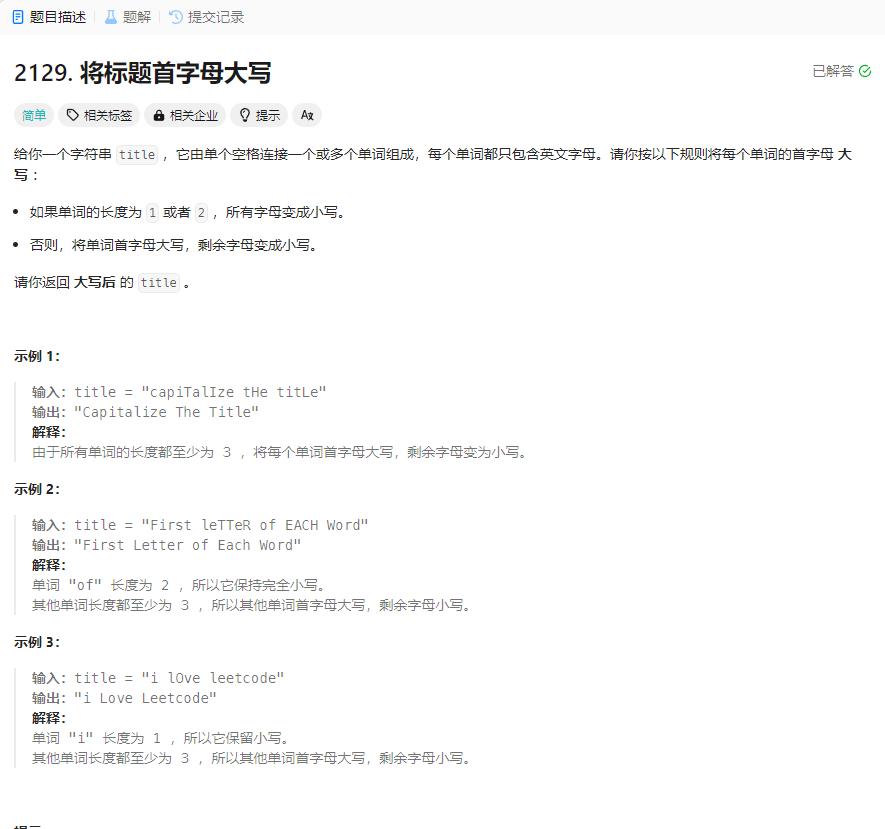 题目描述 题解 提交记录
2129. 将标题首字母大写
已解答
简单 相关标签 相关企业 提示 Az
给你一个字符串 title ，它由单个空格连接一个或多个单词组成，每个单词都只包含英文字母。请你按以下规则将每个单词的首字母 大
写 ：
• 如果单词的长度为 1 或者 2 ，所有字母变成小写。
• 否则，将单词首字母大写，剩余字母变成小写。
请你返回 大写后 的 title 。
示例 1：
输入：title = "capiTalIze tHe titLe"
输出："Capitalize The Title"
解释：
由于所有单词的长度都至少为 3 ，将每个单词首字母大写，剩余字母变为小写。
示例 2：
输入：title = "First leTTeR of EACH Word"
输出："First Letter of Each Word"
解释：
单词 "of" 长度为 2 ，所以它保持完全小写。
其他单词长度都至少为 3 ，所以其他单词首字母大写，剩余字母小写。
示例 3：
输入：title = "i lOve leetcode"
输出："i Love Leetcode"
解释：
单词 "i" 长度为 1 ，所以它保留小写。
其他单词长度都至少为 3 ，所以其他单词首字母大写，剩余字母小写。